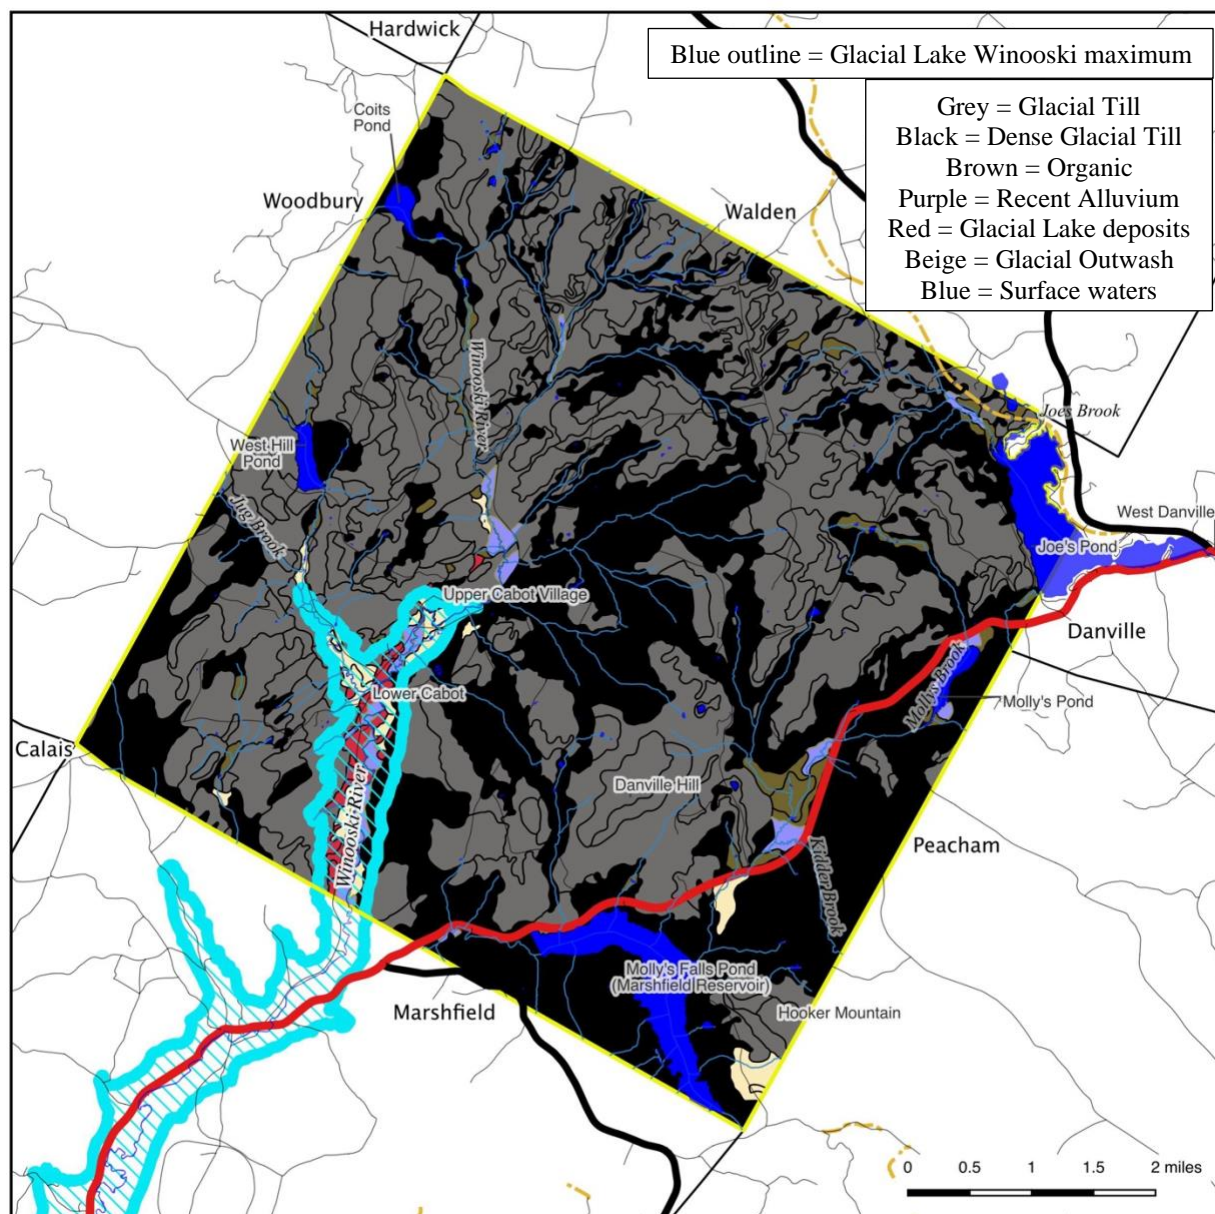 Hardwick
Blue outline = Glacial Lake Winooski maximum
Grey = Glacial Till
Black = Dense Glacial Till
Brown = Organic
Purple = Recent Alluvium
Red = Glacial Lake deposits
Beige = Glacial Outwash
Blue = Surface waters
Coits
Pond
Woodbury
Walden
Winooski River
Joes Brook
West Hill
Pond
Jug Brook
West Danville
Joe's Pond
Upper Cabot Village
Danville
Lower Cabot
Mollys Brook
Molly's Pond
Calais
Danville Hill
Winooski River
Peacham
Kidder Brook
Molly's Falls Pond
(Marshfield Reservoir)
Marshfield
Hooker Mountain
0 0.5 1 1.5 2 miles